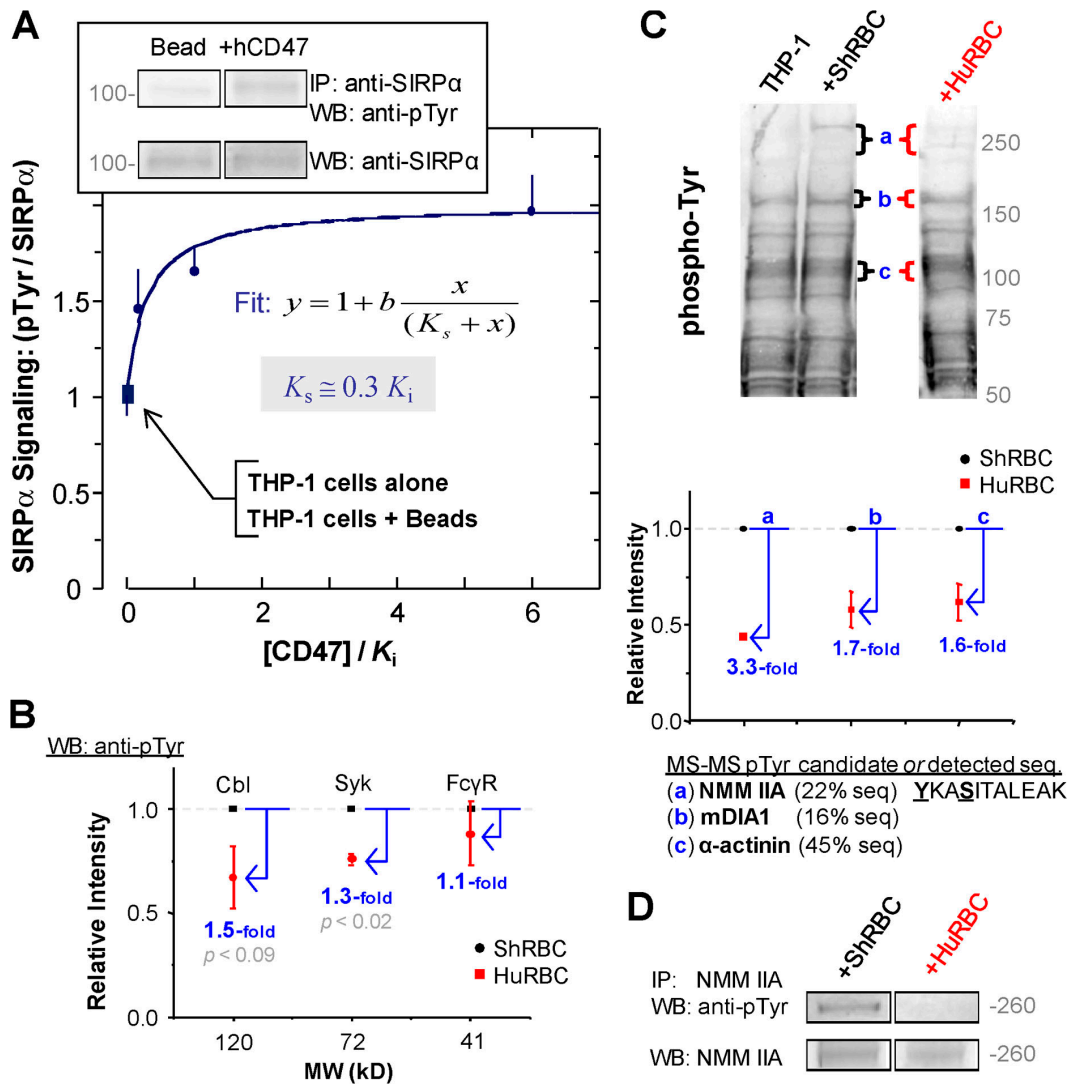 A
Bead +hCD47
100-
IP: anti-SIRPα
WB: anti-pTyr
100-
WB: anti-SIRPα
SIRPα Signaling: (pTyr / SIRPα)
1.5
1
0.5
0
Fit: y = 1 + b x / (K_s + x)
K_s ≅ 0.3 K_i
THP-1 cells alone
THP-1 cells + Beads
0 2 4 6
[CD47] / K_i
B
WB: anti-pTyr
Cbl Syk FcγR
1.0
0.5
0.0
Relative Intensity
1.5-fold
p < 0.09
1.3-fold
p < 0.02
1.1-fold
ShRBC
HuRBC
120 72 41
MW (kD)
C
THP-1 +ShRBC +HuRBC
phospho-Tyr
a
b
c
250
150
100
75
50
ShRBC
HuRBC
1.0
0.5
0.0
Relative Intensity
a b c
3.3-fold
1.7-fold
1.6-fold
MS-MS pTyr candidate or detected seq.
(a) NMM IIA (22% seq) YKASITALEAK
(b) mDIA1 (16% seq)
(c) α-actinin (45% seq)
D
+ShRBC +HuRBC
IP: NMM IIA
WB: anti-pTyr
-260
WB: NMM IIA
-260